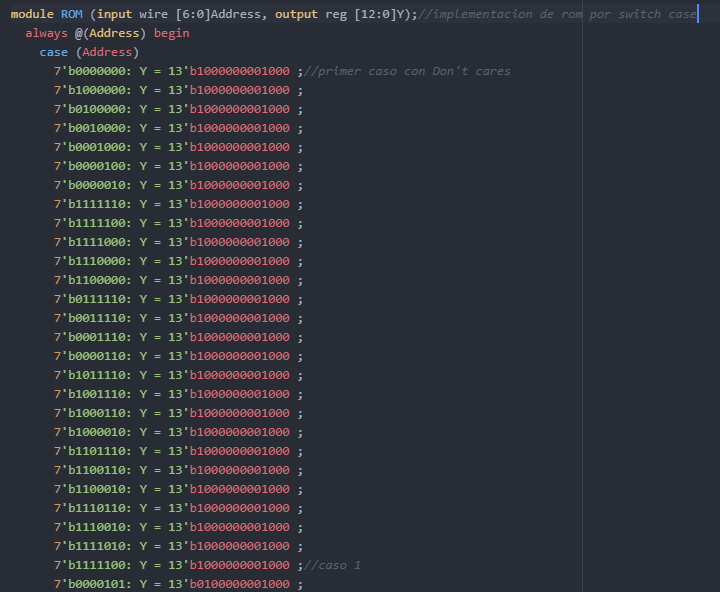 module ROM (input wire [6:0]Address, output reg [12:0]Y);//implementacion de rom por switch case
always @(Address) begin
case (Address)
7'b0000000: Y = 13'b1000000001000 ;//primer caso con Don't cares
7'b1000000: Y = 13'b1000000001000 ;
7'b0100000: Y = 13'b1000000001000 ;
7'b0010000: Y = 13'b1000000001000 ;
7'b0001000: Y = 13'b1000000001000 ;
7'b0000100: Y = 13'b1000000001000 ;
7'b0000010: Y = 13'b1000000001000 ;
7'b1111110: Y = 13'b1000000001000 ;
7'b1111100: Y = 13'b1000000001000 ;
7'b1111000: Y = 13'b1000000001000 ;
7'b1110000: Y = 13'b1000000001000 ;
7'b1100000: Y = 13'b1000000001000 ;
7'b0111110: Y = 13'b1000000001000 ;
7'b0011110: Y = 13'b1000000001000 ;
7'b0001110: Y = 13'b1000000001000 ;
7'b0000110: Y = 13'b1000000001000 ;
7'b1011110: Y = 13'b1000000001000 ;
7'b1001110: Y = 13'b1000000001000 ;
7'b1000110: Y = 13'b1000000001000 ;
7'b1000010: Y = 13'b1000000001000 ;
7'b1101110: Y = 13'b1000000001000 ;
7'b1100110: Y = 13'b1000000001000 ;
7'b1100010: Y = 13'b1000000001000 ;
7'b1110110: Y = 13'b1000000001000 ;
7'b1110010: Y = 13'b1000000001000 ;
7'b1111010: Y = 13'b1000000001000 ;
7'b1111100: Y = 13'b1000000001000 ;//caso 1
7'b0000101: Y = 13'b0100000001000 ;